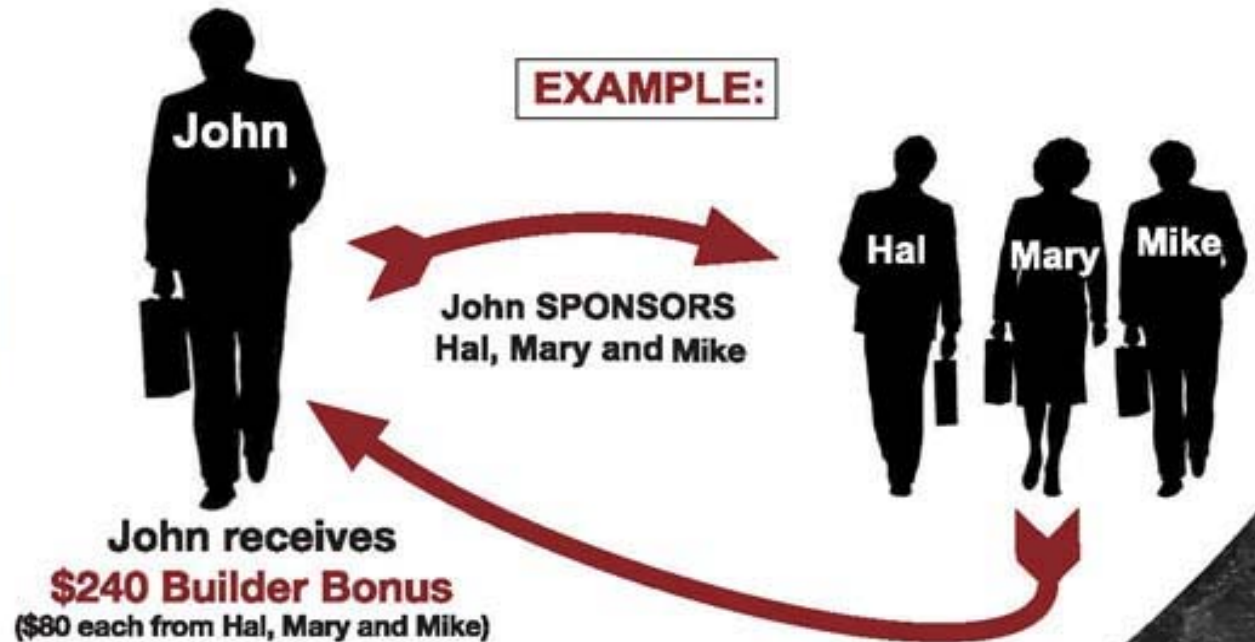 EXAMPLE:
John
Hal
Mary
Mike
John SPONSORS
Hal, Mary and Mike
John receives
$240 Builder Bonus
($80 each from Hal, Mary and Mike)